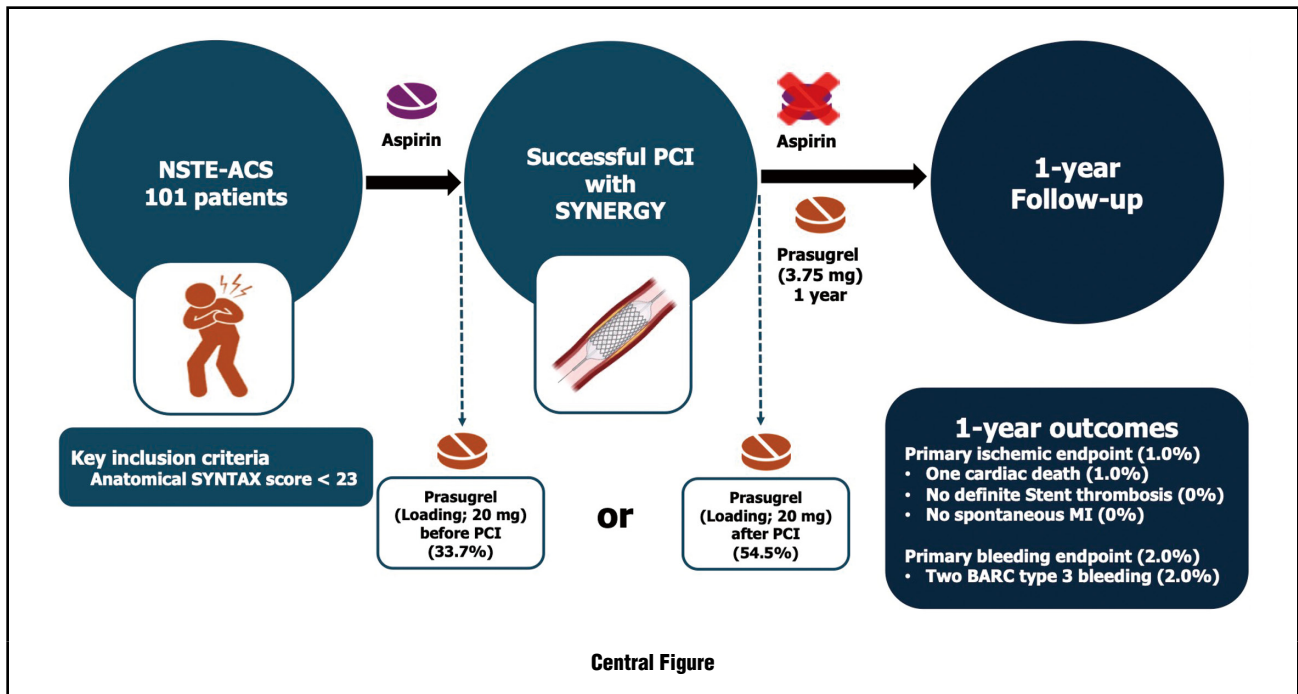 NSTE-ACS
101 patients
Aspirin
Successful PCI
with
SYNERGY
Aspirin
Prasugrel
(3.75 mg)
1 year
1-year
Follow-up
Key inclusion criteria
Anatomical SYNTAX score < 23
Prasugrel
(Loading; 20 mg)
before PCI
(33.7%)
or
Prasugrel
(Loading; 20 mg)
after PCI
(54.5%)
1-year outcomes
Primary ischemic endpoint (1.0%)
• One cardiac death (1.0%)
• No definite Stent thrombosis (0%)
• No spontaneous MI (0%)
Primary bleeding endpoint (2.0%)
• Two BARC type 3 bleeding (2.0%)
Central Figure